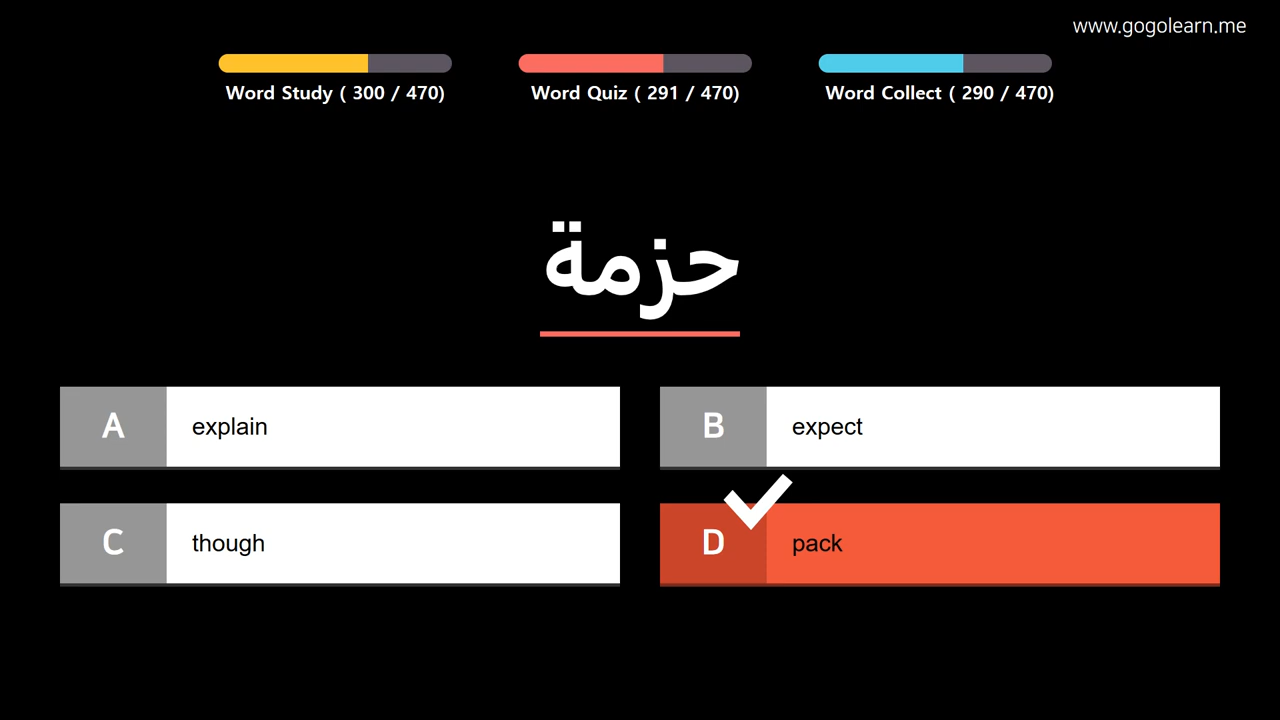 www.gogolearn.me
Word Study ( 300 / 470)
Word Quiz ( 291 / 470)
Word Collect ( 290 / 470)
حزمة
A explain
B expect
C though
D pack